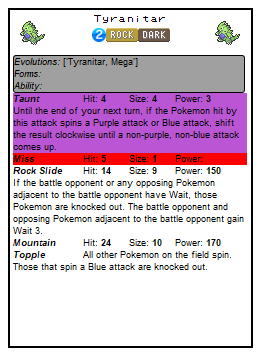 Tyranitar
2 ROCK DARK
Evolutions: ['Tyranitar, Mega']
Forms:
Ability:
Taunt Hit: 4 Size: 4 Power: 3
Until the end of your next turn, if the Pokemon hit by
this attack spins a Purple attack or Blue attack, shift
the result clockwise until a non-purple, non-blue attack
comes up.
Miss Hit: 5 Size: 1 Power:
Rock Slide Hit: 14 Size: 9 Power: 150
If the battle opponent or any opposing Pokemon
adjacent to the battle opponent have Wait, those
Pokemon are knocked out. The battle opponent and
opposing Pokemon adjacent to the battle opponent gain
Wait 3.
Mountain Hit: 24 Size: 10 Power: 170
Topple All other Pokemon on the field spin.
Those that spin a Blue attack are knocked out.